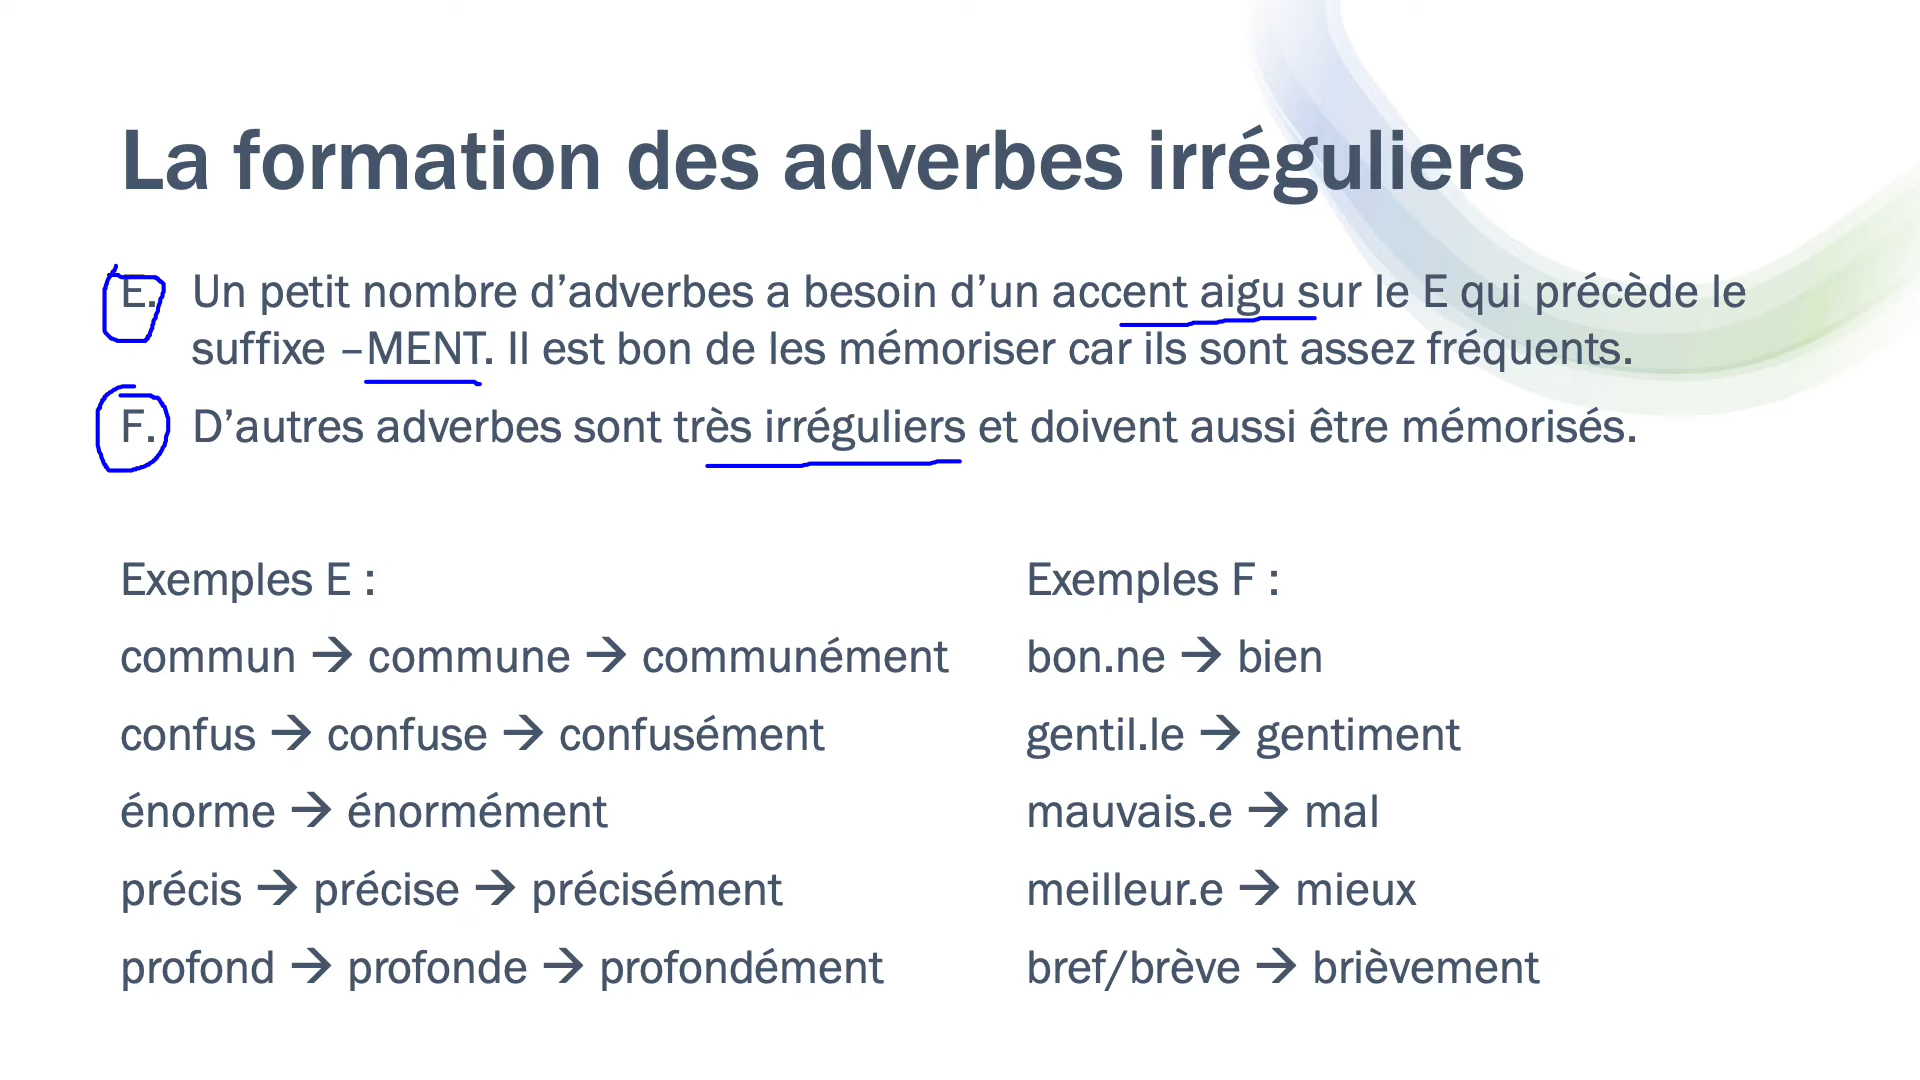 La formation des adverbes irréguliers
E. Un petit nombre d’adverbes a besoin d’un accent aigu sur le E qui précède le
suffixe –MENT. Il est bon de les mémoriser car ils sont assez fréquents.
F. D’autres adverbes sont très irréguliers et doivent aussi être mémorisés.
Exemples E :
commun → commune → communément
confus → confuse → confusément
énorme → énormément
précis → précise → précisément
profond → profonde → profondément
Exemples F :
bon.ne → bien
gentil.le → gentiment
mauvais.e → mal
meilleur.e → mieux
bref/brève → brièvement